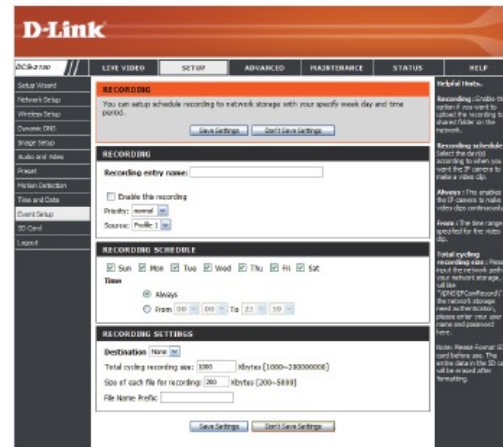 D-Link
DCS-2130
LIVE VIDEO SETUP ADVANCED MAINTENANCE STATUS HELP
Setup Wizard
Network Setup
Wireless Setup
Dynamic DNS
Image Setup
Audio and Video
Preset
Motion Detection
Time and Date
Event Setup
SD Card
Logout
RECORDING
You can setup schedule recording to network storage with your specify week day and time
period.
Save Settings Don't Save Settings
RECORDING
Recording entry name:
Enable this recording
Priority: normal
Source: Profile 1
RECORDING SCHEDULE
Sun Mon Tue Wed Thu Fri Sat
Time
Always
From 00 : 00 To 23 : 59
RECORDING SETTINGS
Destination None
Total cycling recording size: 1000 Kbytes [1000~200000000]
Size of each file for recording: 200 Kbytes [200~5000]
File Name Prefix:
Save Settings Don't Save Settings
Helpful Hints..
Recording : Enable this
option if you want to
upload the recording to
shared folder on the
network.
Recording schedule
Select the day(s)
according to when you
want the IP camera to
make a video clip.
Always : This enables
the IP camera to make
video clips continuously
From : The time range
specified for the video
clip.
Total cycling
recording size : Please
input the network path
your network storage,
will like
the network storage
need authentication,
please enter your user
name and password
here.
Note: Please Format SD
card before use. The
entire data in the SD card
will be erased after
formatting.